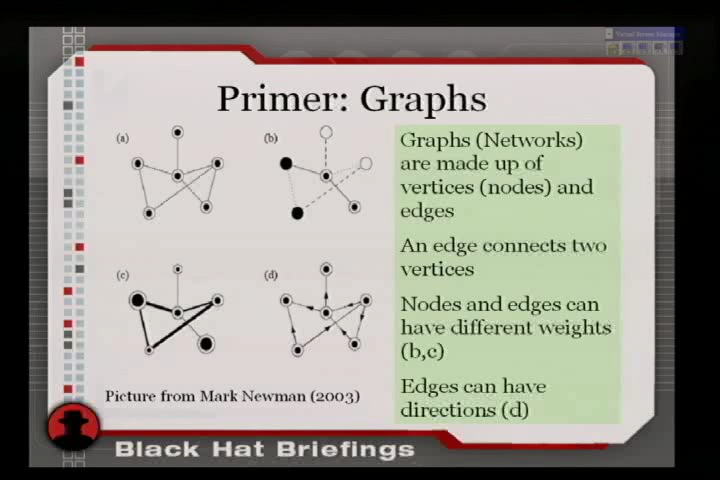 Primer: Graphs
(a)
(b)
(c)
(d)
Graphs (Networks)
are made up of
vertices (nodes) and
edges
An edge connects two
vertices
Nodes and edges can
have different weights
(b,c)
Edges can have
directions (d)
Picture from Mark Newman (2003)
Black Hat Briefings